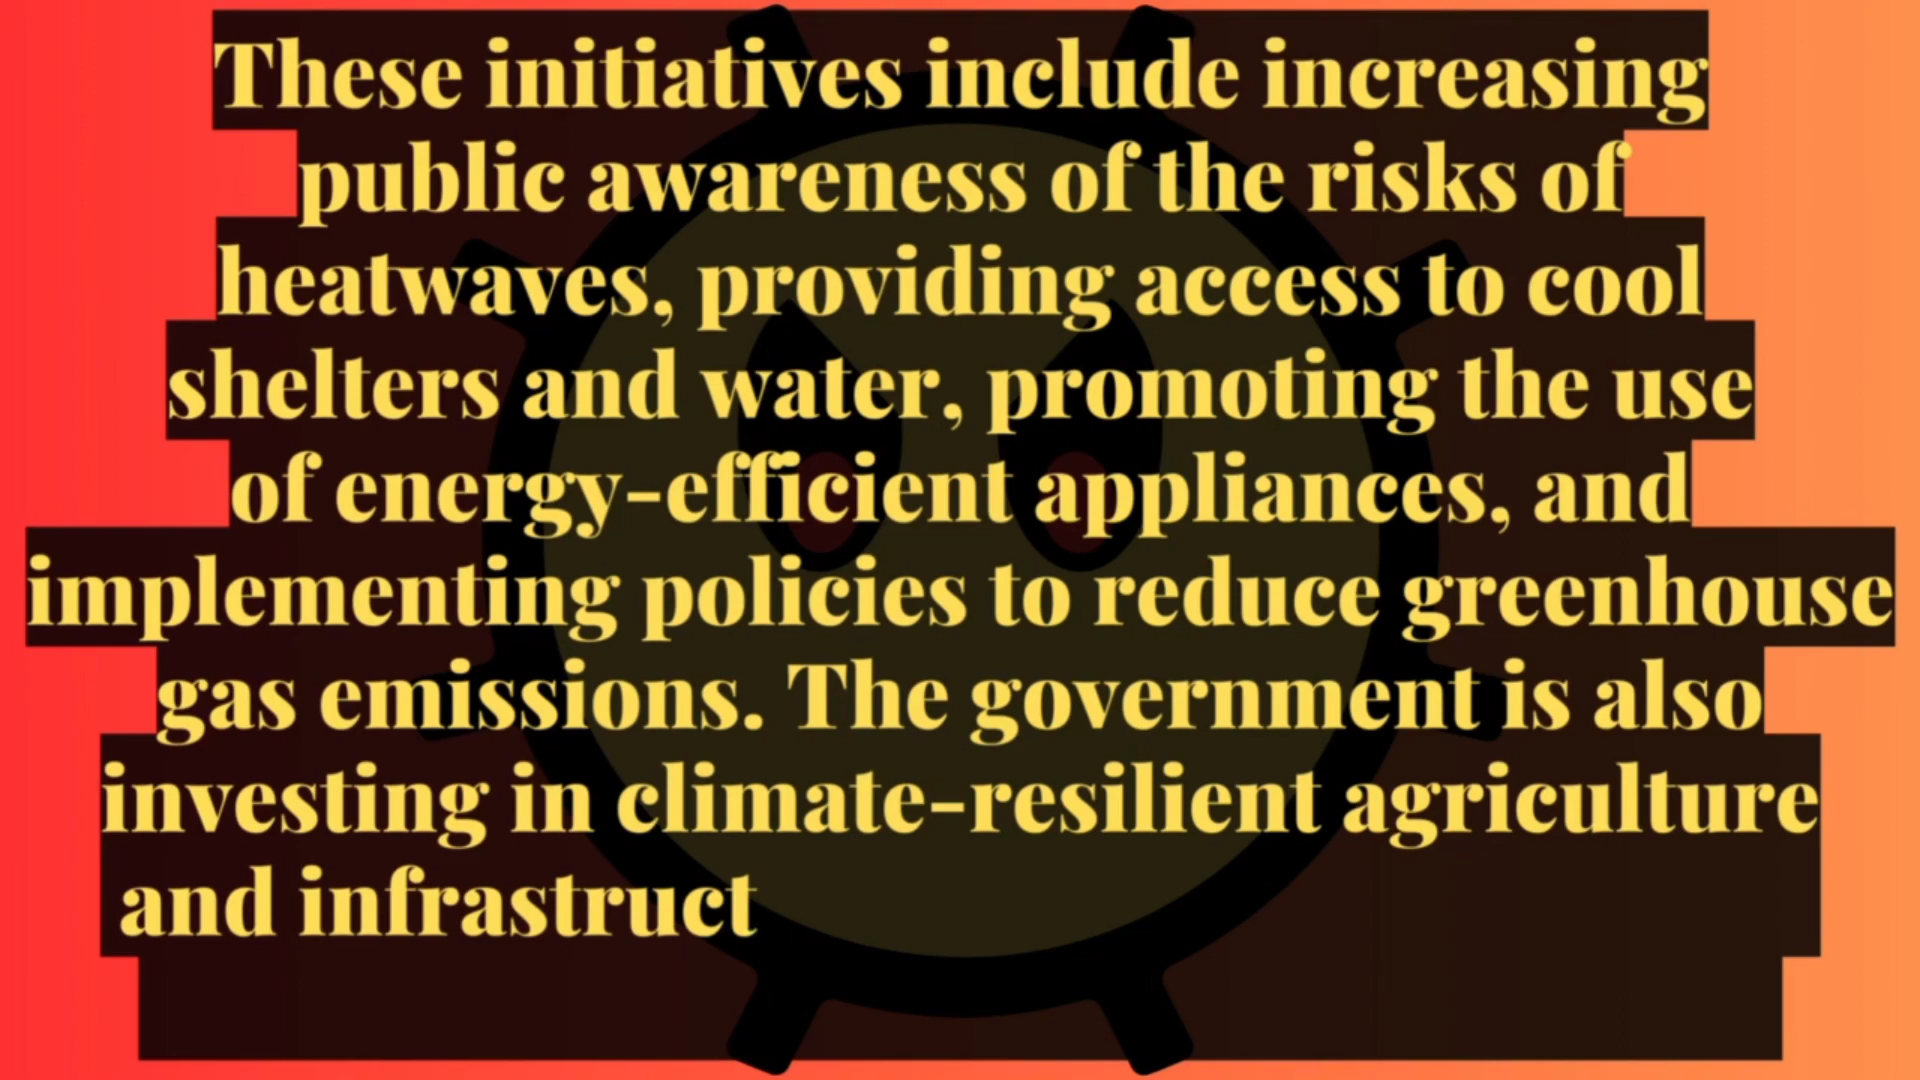 These initiatives include increasing
public awareness of the risks of
heatwaves, providing access to cool
shelters and water, promoting the use
of energy-efficient appliances, and
implementing policies to reduce greenhouse
gas emissions. The government is also
investing in climate-resilient agriculture
and infrastruct